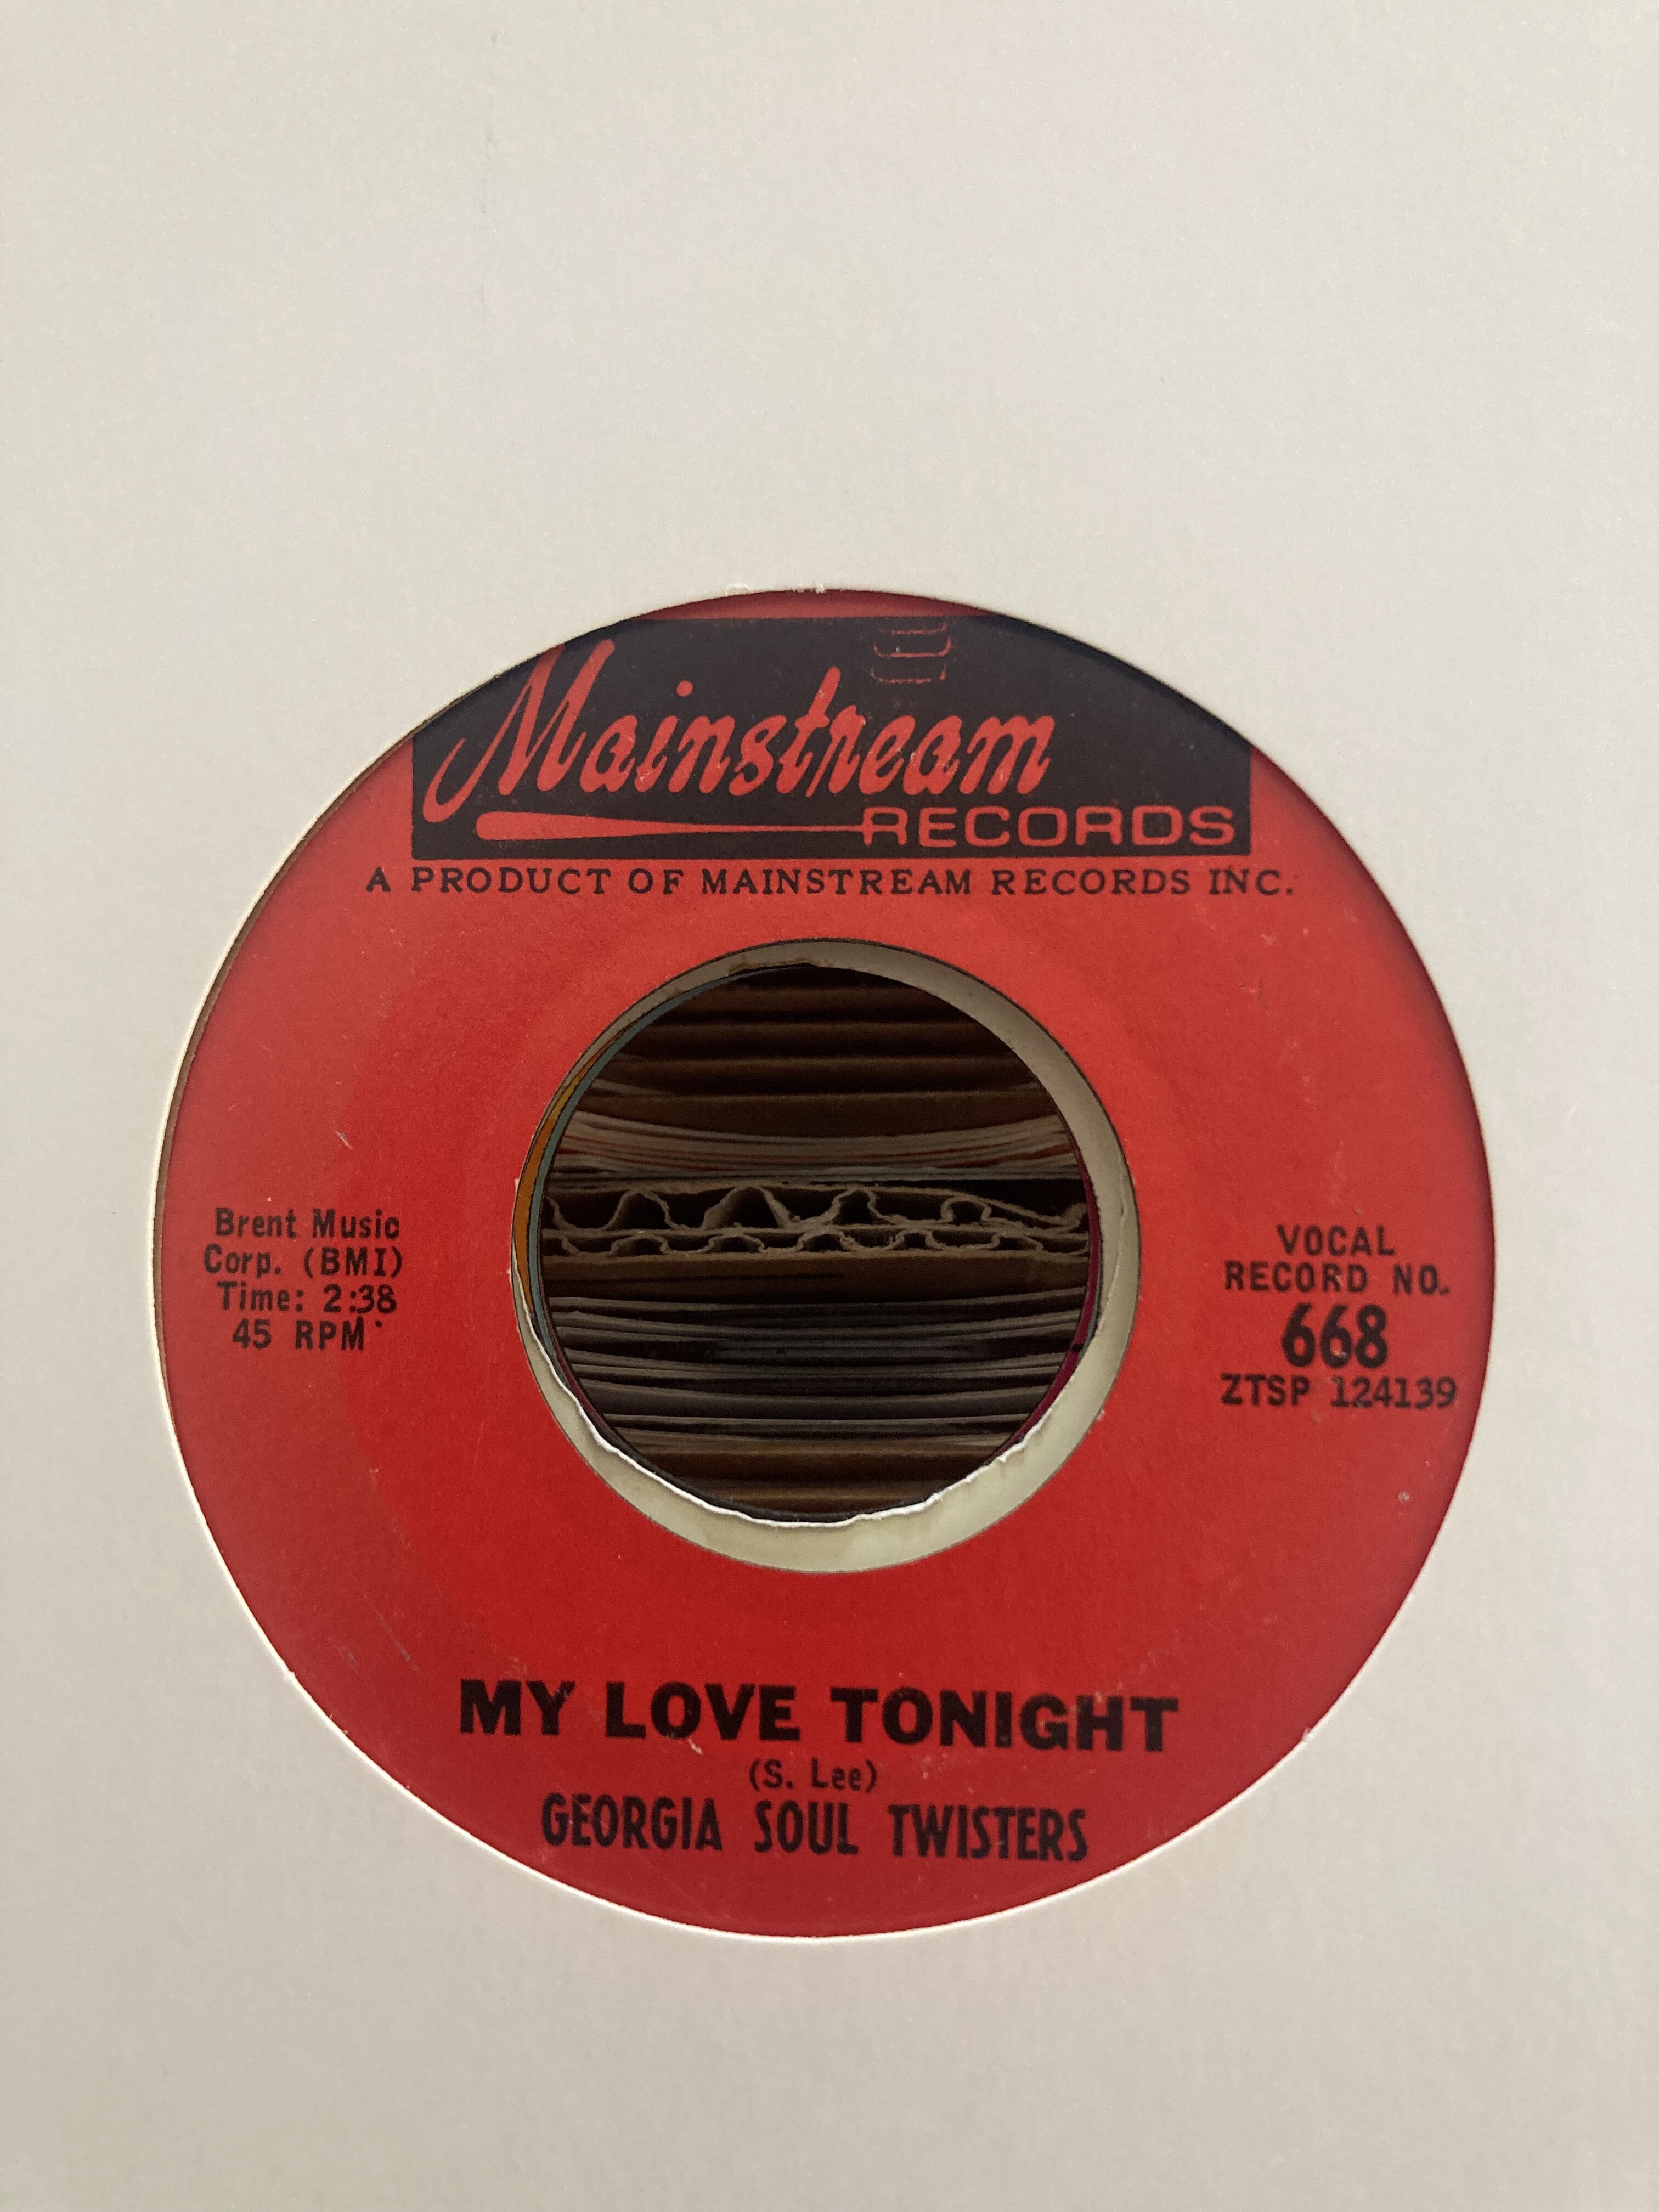 Mainstream
RECORDS
A PRODUCT OF MAINSTREAM RECORDS INC.
Brent Music
Corp. (BMI)
Time: 2:38
45 RPM
VOCAL
RECORD NO.
668
ZTSP 124139
MY LOVE TONIGHT
(S. Lee)
GEORGIA SOUL TWISTERS